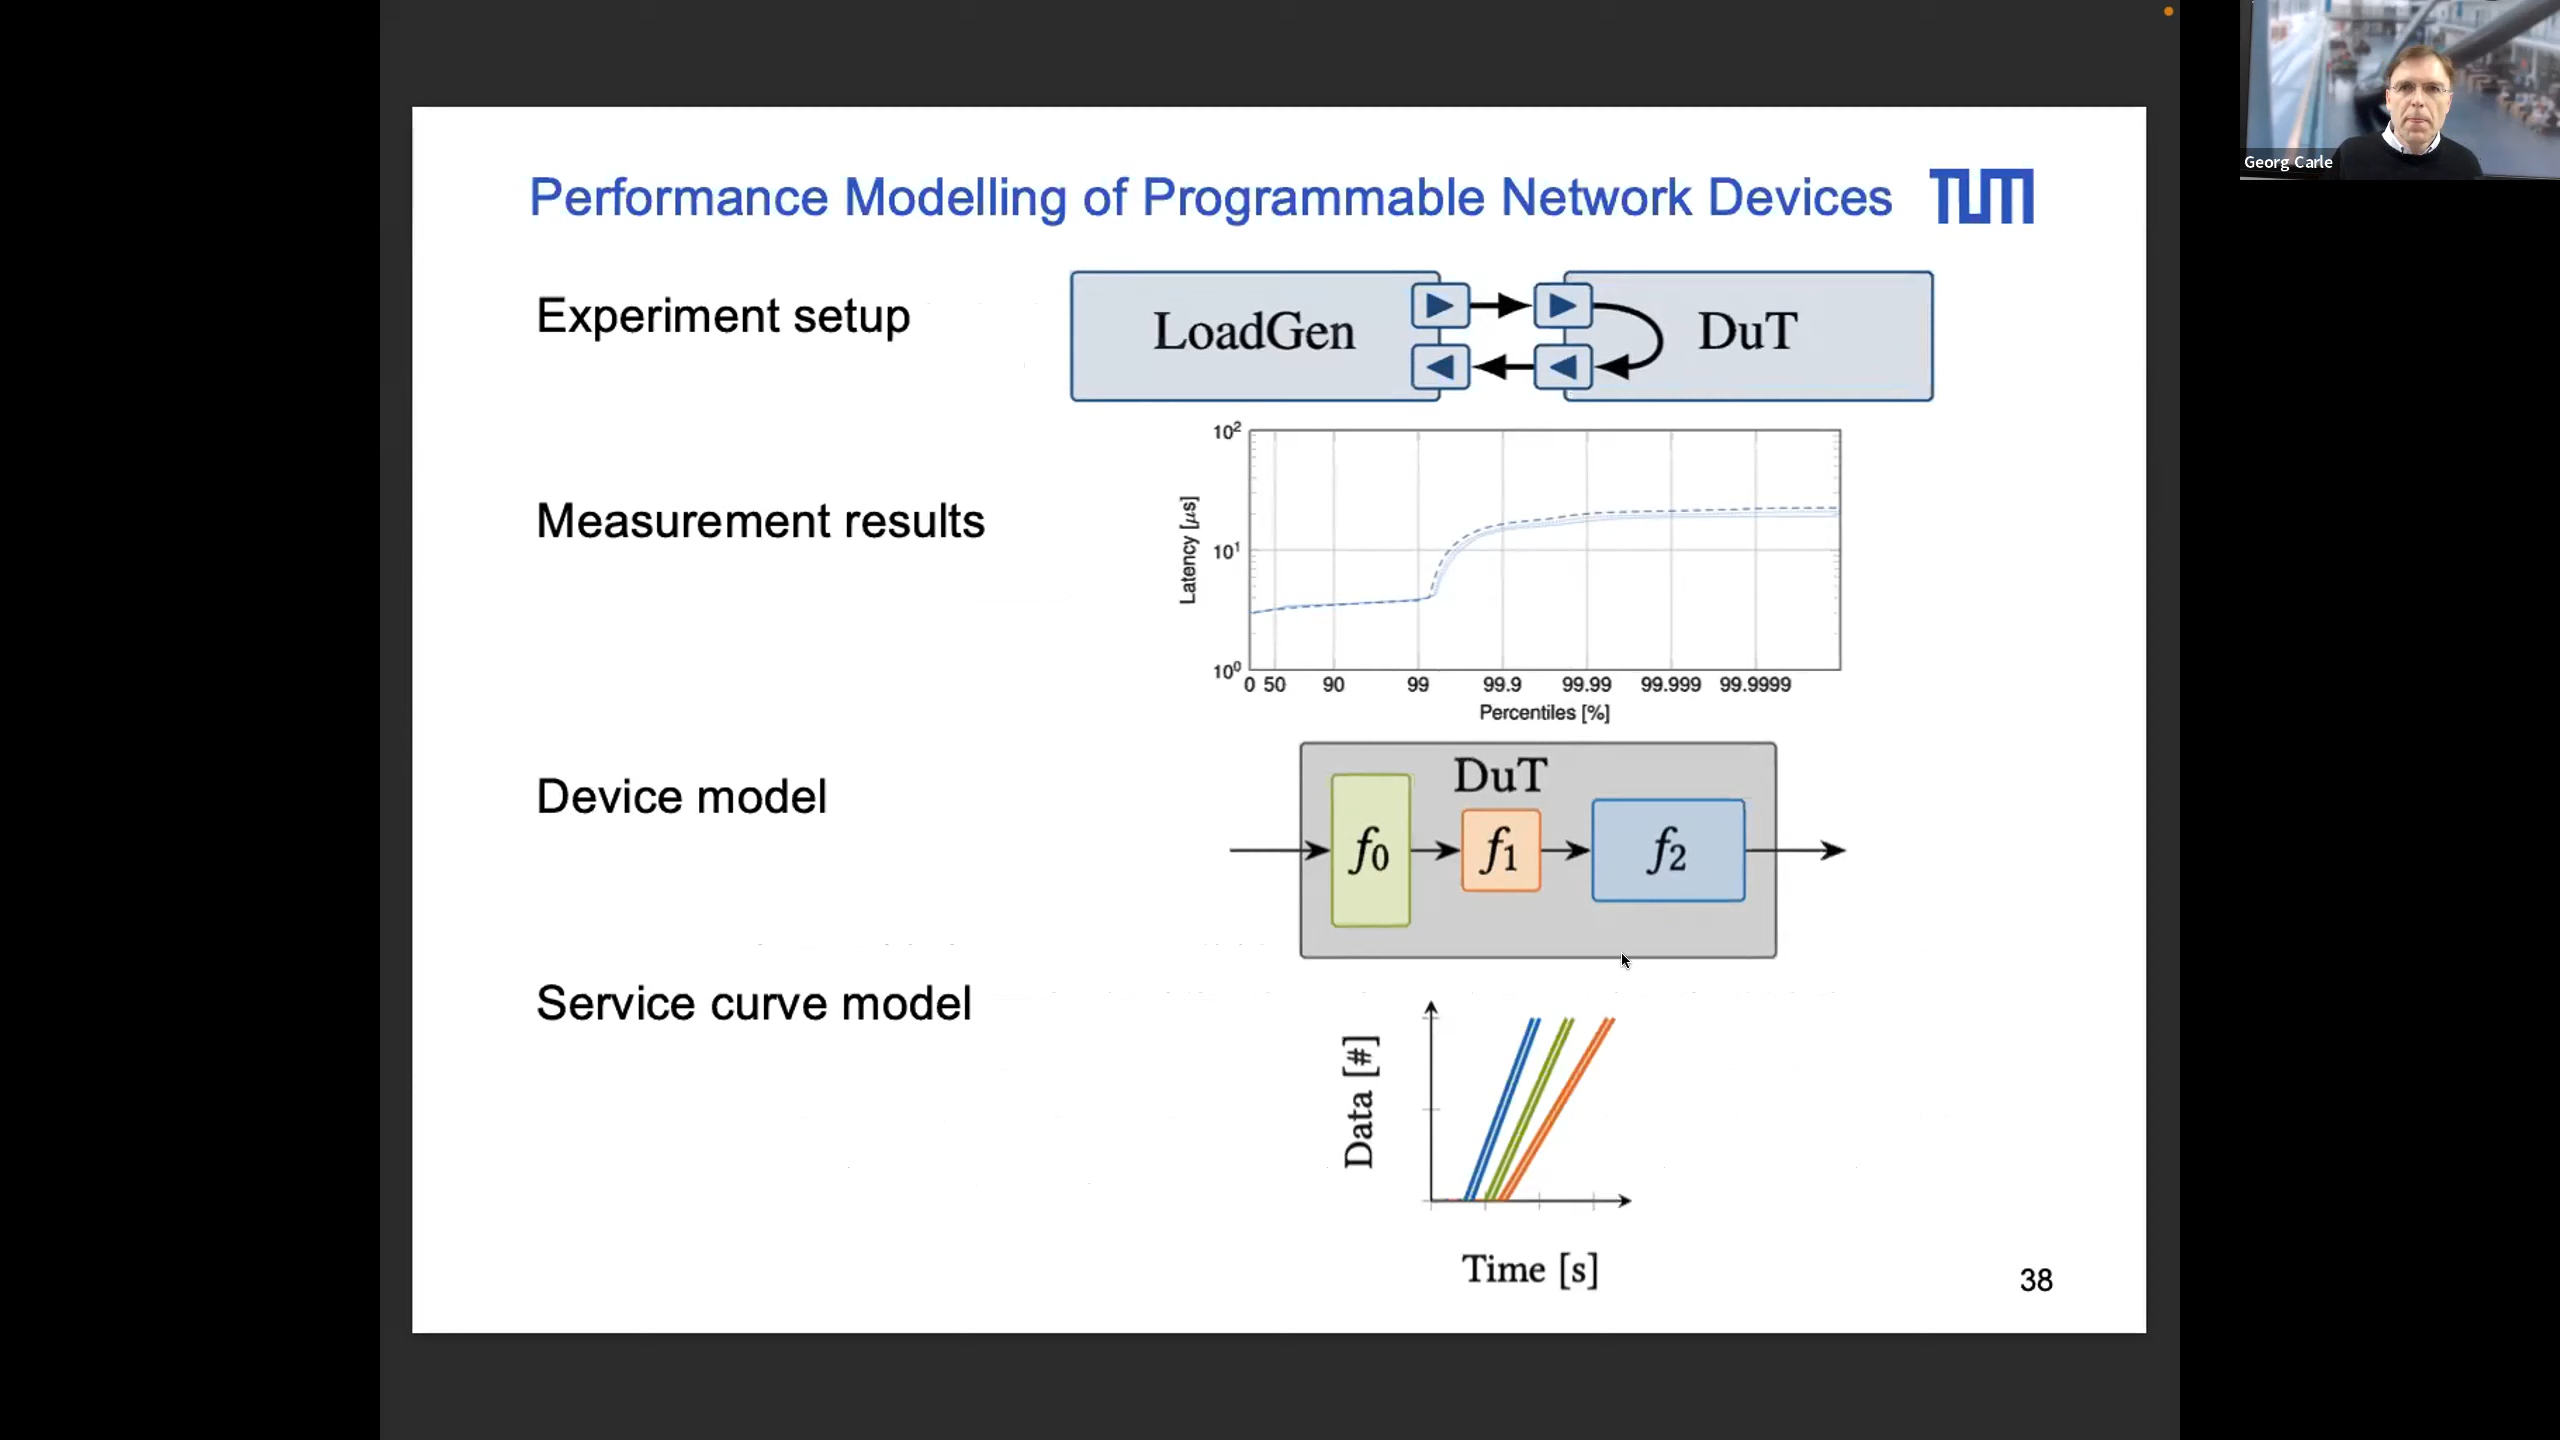 Georg Carle
Performance Modelling of Programmable Network Devices
TUM
Experiment setup
LoadGen
DuT
Measurement results
Latency [μs]
10²
10¹
10⁰
0 50 90 99 99.9 99.99 99.999 99.9999
Percentiles [%]
Device model
DuT
f₀
f₁
f₂
Service curve model
Data [#]
Time [s]
38